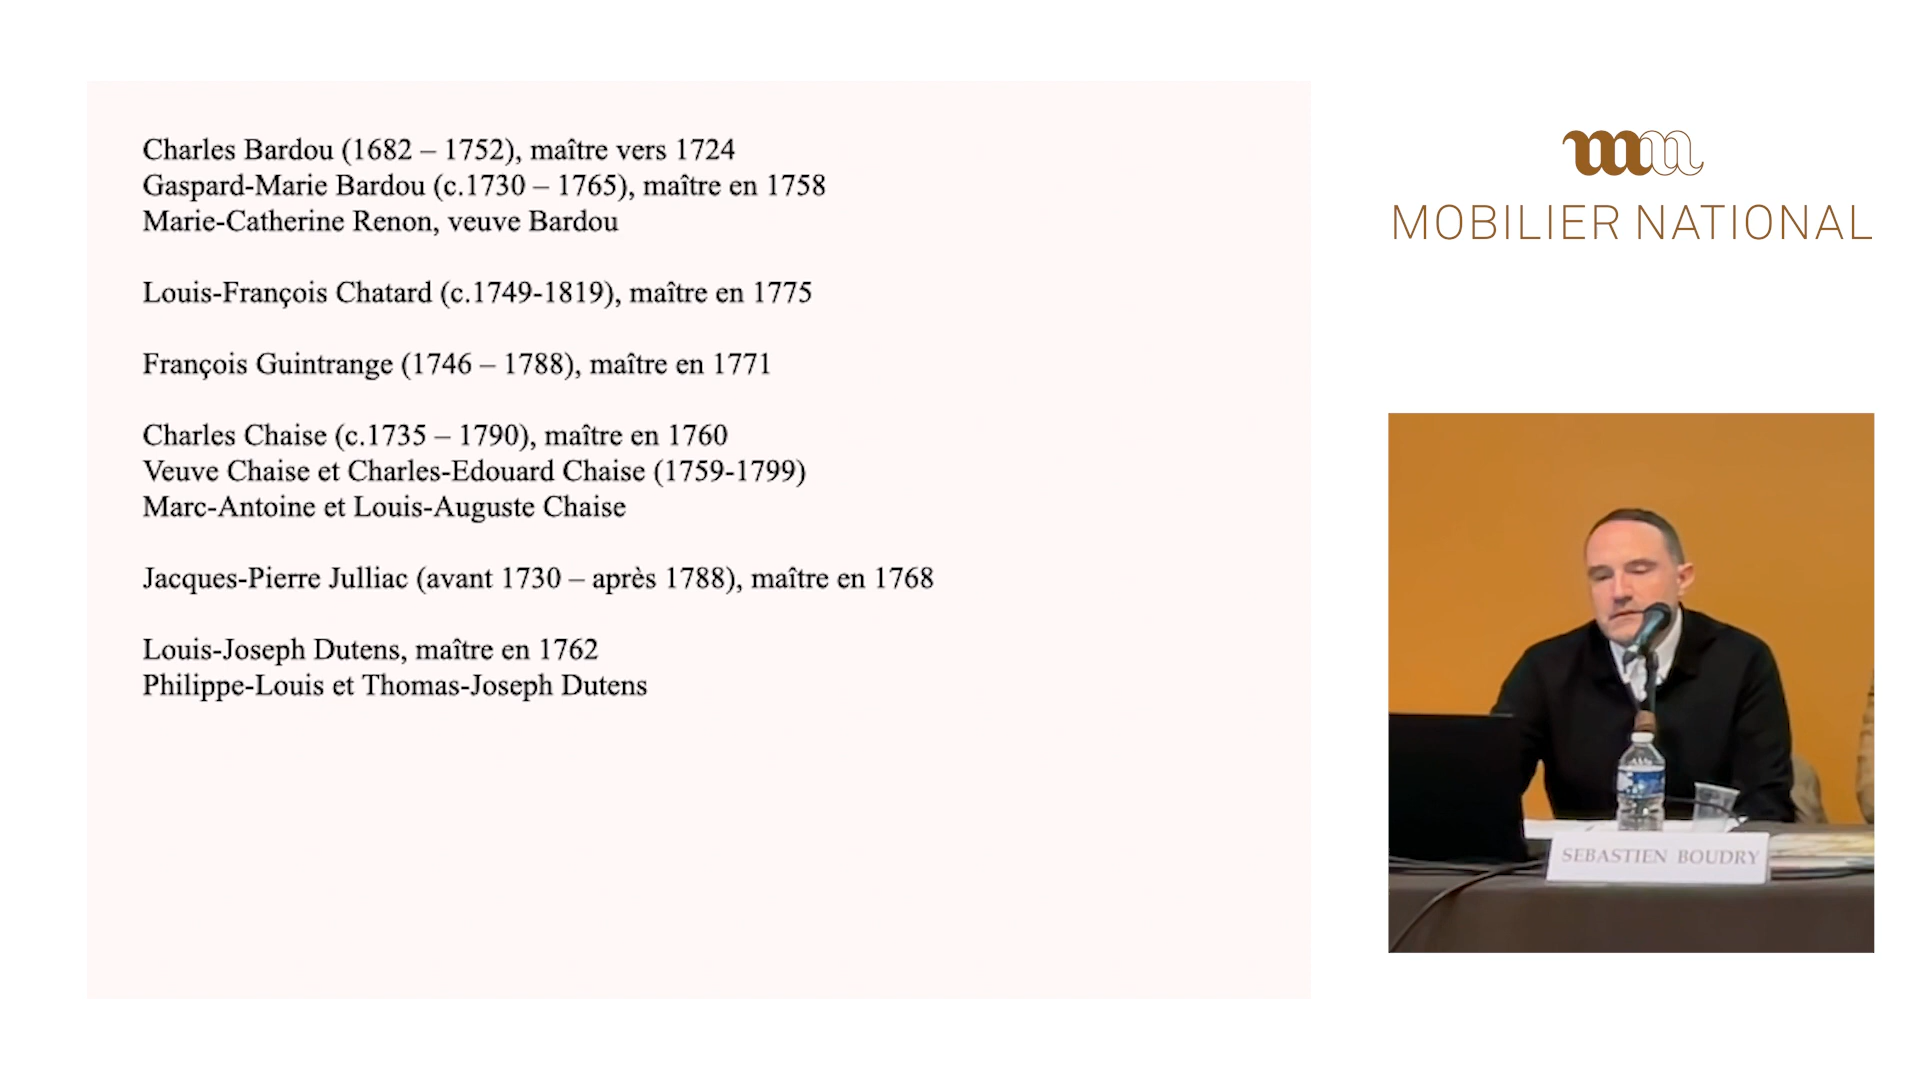 Charles Bardou (1682 – 1752), maître vers 1724
Gaspard-Marie Bardou (c.1730 – 1765), maître en 1758
Marie-Catherine Renon, veuve Bardou
Louis-François Chatard (c.1749-1819), maître en 1775
François Guintrange (1746 – 1788), maître en 1771
Charles Chaise (c.1735 – 1790), maître en 1760
Veuve Chaise et Charles-Edouard Chaise (1759-1799)
Marc-Antoine et Louis-Auguste Chaise
Jacques-Pierre Julliac (avant 1730 – après 1788), maître en 1768
Louis-Joseph Dutens, maître en 1762
Philippe-Louis et Thomas-Joseph Dutens
mm
MOBILIER NATIONAL
SEBASTIEN BOUDRY